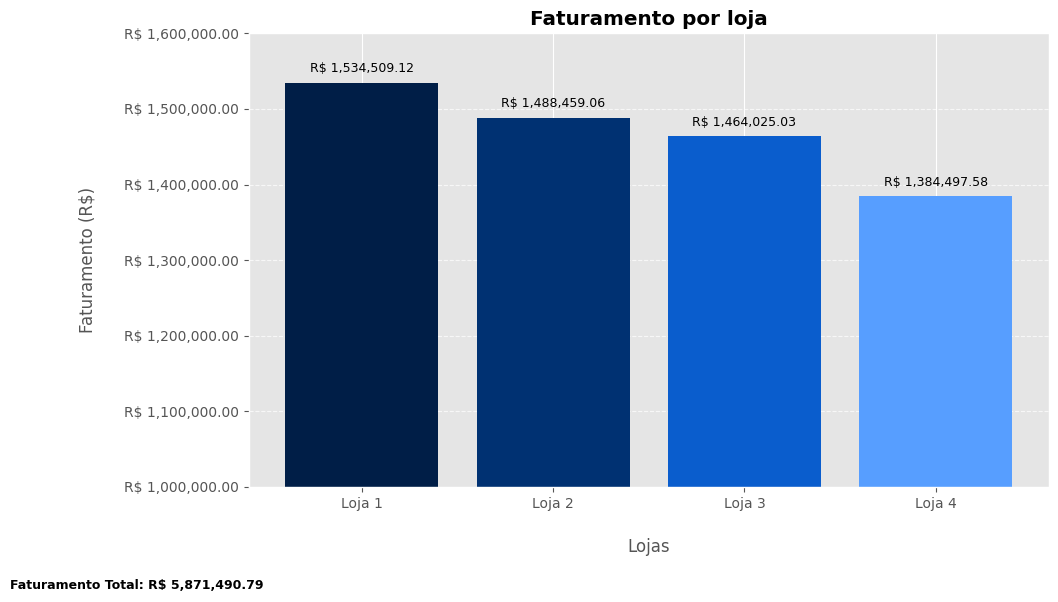 Faturamento por loja
R$ 1,600,000.00
R$ 1,500,000.00
R$ 1,400,000.00
R$ 1,300,000.00
R$ 1,200,000.00
R$ 1,100,000.00
R$ 1,000,000.00
Faturamento (R$)
R$ 1,534,509.12
R$ 1,488,459.06
R$ 1,464,025.03
R$ 1,384,497.58
Loja 1
Loja 2
Loja 3
Loja 4
Lojas
Faturamento Total: R$ 5,871,490.79